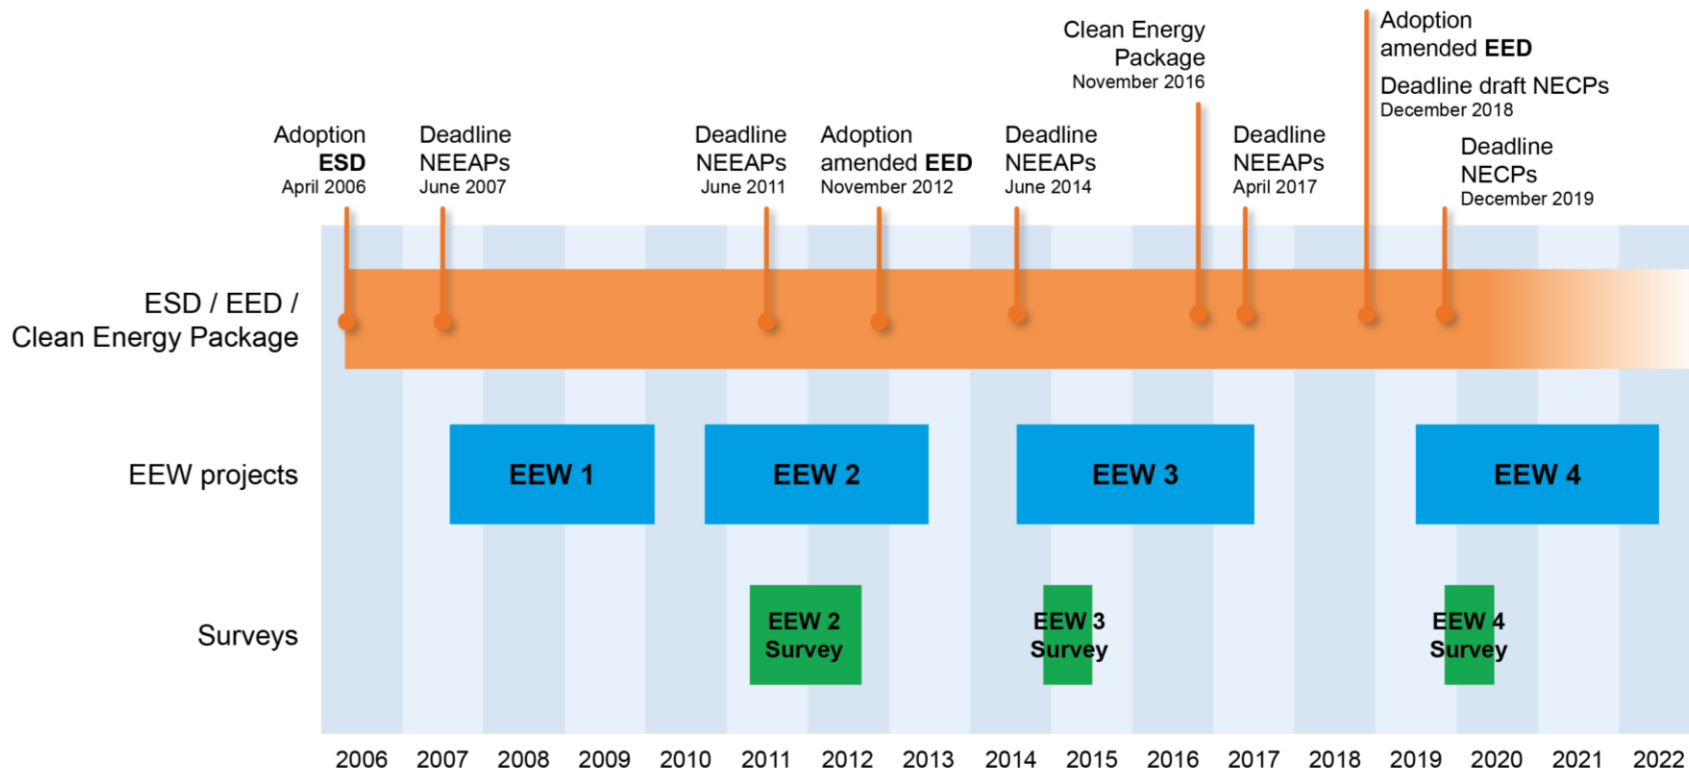 Adoption
ESD
April 2006
Deadline
NEEAPs
June 2007
Deadline
NEEAPs
June 2011
Adoption
amended EED
November 2012
Deadline
NEEAPs
June 2014
Clean Energy
Package
November 2016
Deadline
NEEAPs
April 2017
Adoption
amended EED
Deadline draft NECPs
December 2018
Deadline
NECPs
December 2019
ESD / EED /
Clean Energy Package
EEW projects
EEW 1
EEW 2
EEW 3
EEW 4
Surveys
EEW 2
Survey
EEW 3
Survey
EEW 4
Survey
2006 2007 2008 2009 2010 2011 2012 2013 2014 2015 2016 2017 2018 2019 2020 2021 2022